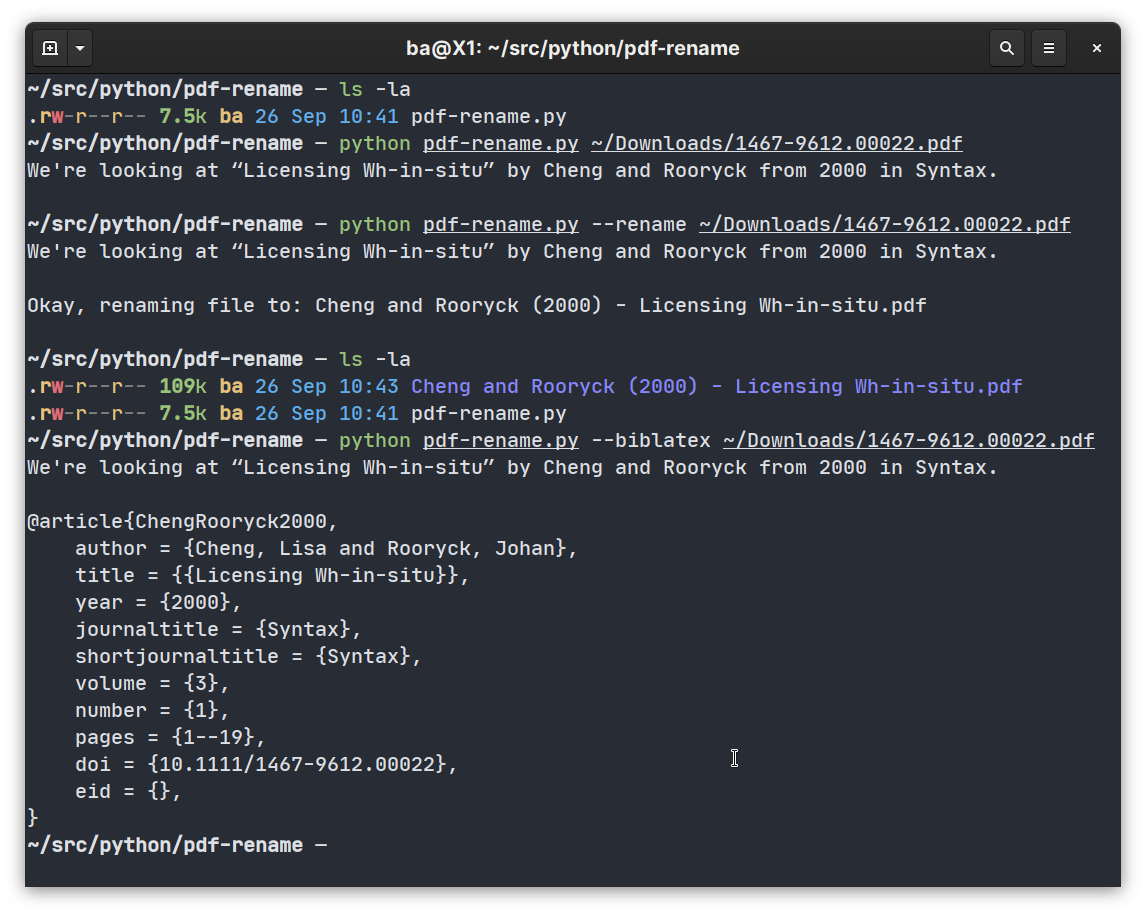 ba@X1: ~/src/python/pdf-rename
~/src/python/pdf-rename — ls -la
.rw-r--r-- 7.5k ba 26 Sep 10:41 pdf-rename.py
~/src/python/pdf-rename — python pdf-rename.py ~/Downloads/1467-9612.00022.pdf
We're looking at “Licensing Wh-in-situ” by Cheng and Rooryck from 2000 in Syntax.

~/src/python/pdf-rename — python pdf-rename.py --rename ~/Downloads/1467-9612.00022.pdf
We're looking at “Licensing Wh-in-situ” by Cheng and Rooryck from 2000 in Syntax.

Okay, renaming file to: Cheng and Rooryck (2000) - Licensing Wh-in-situ.pdf

~/src/python/pdf-rename — ls -la
.rw-r--r-- 109k ba 26 Sep 10:43 Cheng and Rooryck (2000) - Licensing Wh-in-situ.pdf
.rw-r--r-- 7.5k ba 26 Sep 10:41 pdf-rename.py
~/src/python/pdf-rename — python pdf-rename.py --biblatex ~/Downloads/1467-9612.00022.pdf
We're looking at “Licensing Wh-in-situ” by Cheng and Rooryck from 2000 in Syntax.

@article{ChengRooryck2000,
    author = {Cheng, Lisa and Rooryck, Johan},
    title = {{Licensing Wh-in-situ}},
    year = {2000},
    journaltitle = {Syntax},
    shortjournaltitle = {Syntax},
    volume = {3},
    number = {1},
    pages = {1--19},
    doi = {10.1111/1467-9612.00022},
    eid = {},
}
~/src/python/pdf-rename —